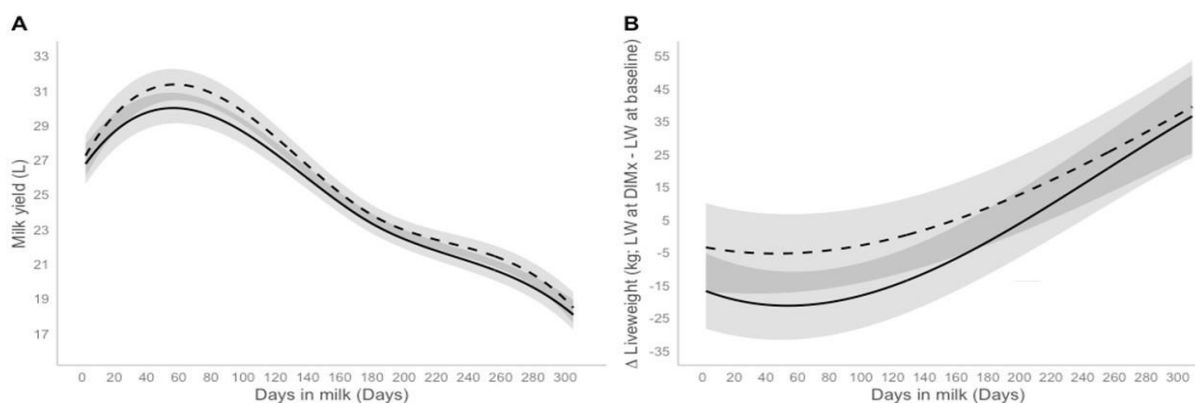 A
33
31
29
27
25
23
21
19
17
Milk yield (L)
0 20 40 60 80 100 120 140 160 180 200 220 240 260 280 300
Days in milk (Days)
B
55
45
35
25
15
5
-5
-15
-25
-35
Δ Liveweight (kg; LW at DIMx - LW at baseline)
0 20 40 60 80 100 120 140 160 180 200 220 240 260 280 300
Days in milk (Days)